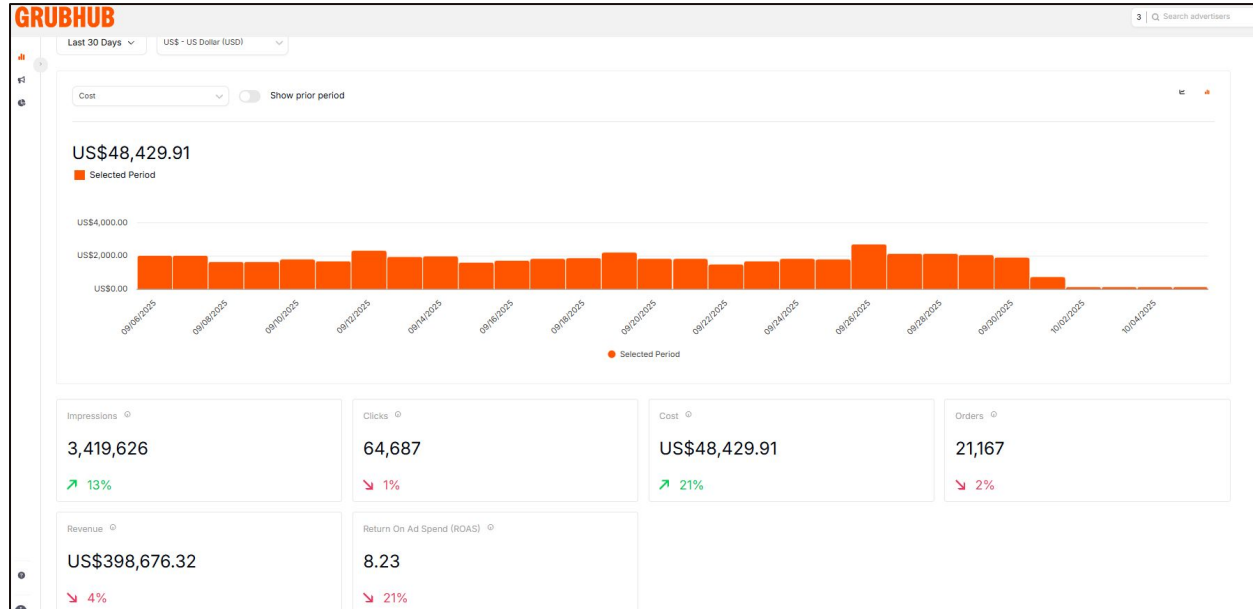 GRUBHUB
3 Search advertisers
Last 30 Days
US$ - US Dollar (USD)
Cost
Show prior period
US$48,429.91
Selected Period
US$4,000.00
US$2,000.00
US$0.00
09/06/2025 09/08/2025 09/10/2025 09/12/2025 09/14/2025 09/16/2025 09/18/2025 09/20/2025 09/22/2025 09/24/2025 09/26/2025 09/28/2025 09/30/2025 10/02/2025 10/04/2025
Selected Period
Impressions
3,419,626
13%
Clicks
64,687
1%
Cost
US$48,429.91
21%
Orders
21,167
2%
Revenue
US$398,676.32
4%
Return On Ad Spend (ROAS)
8.23
21%